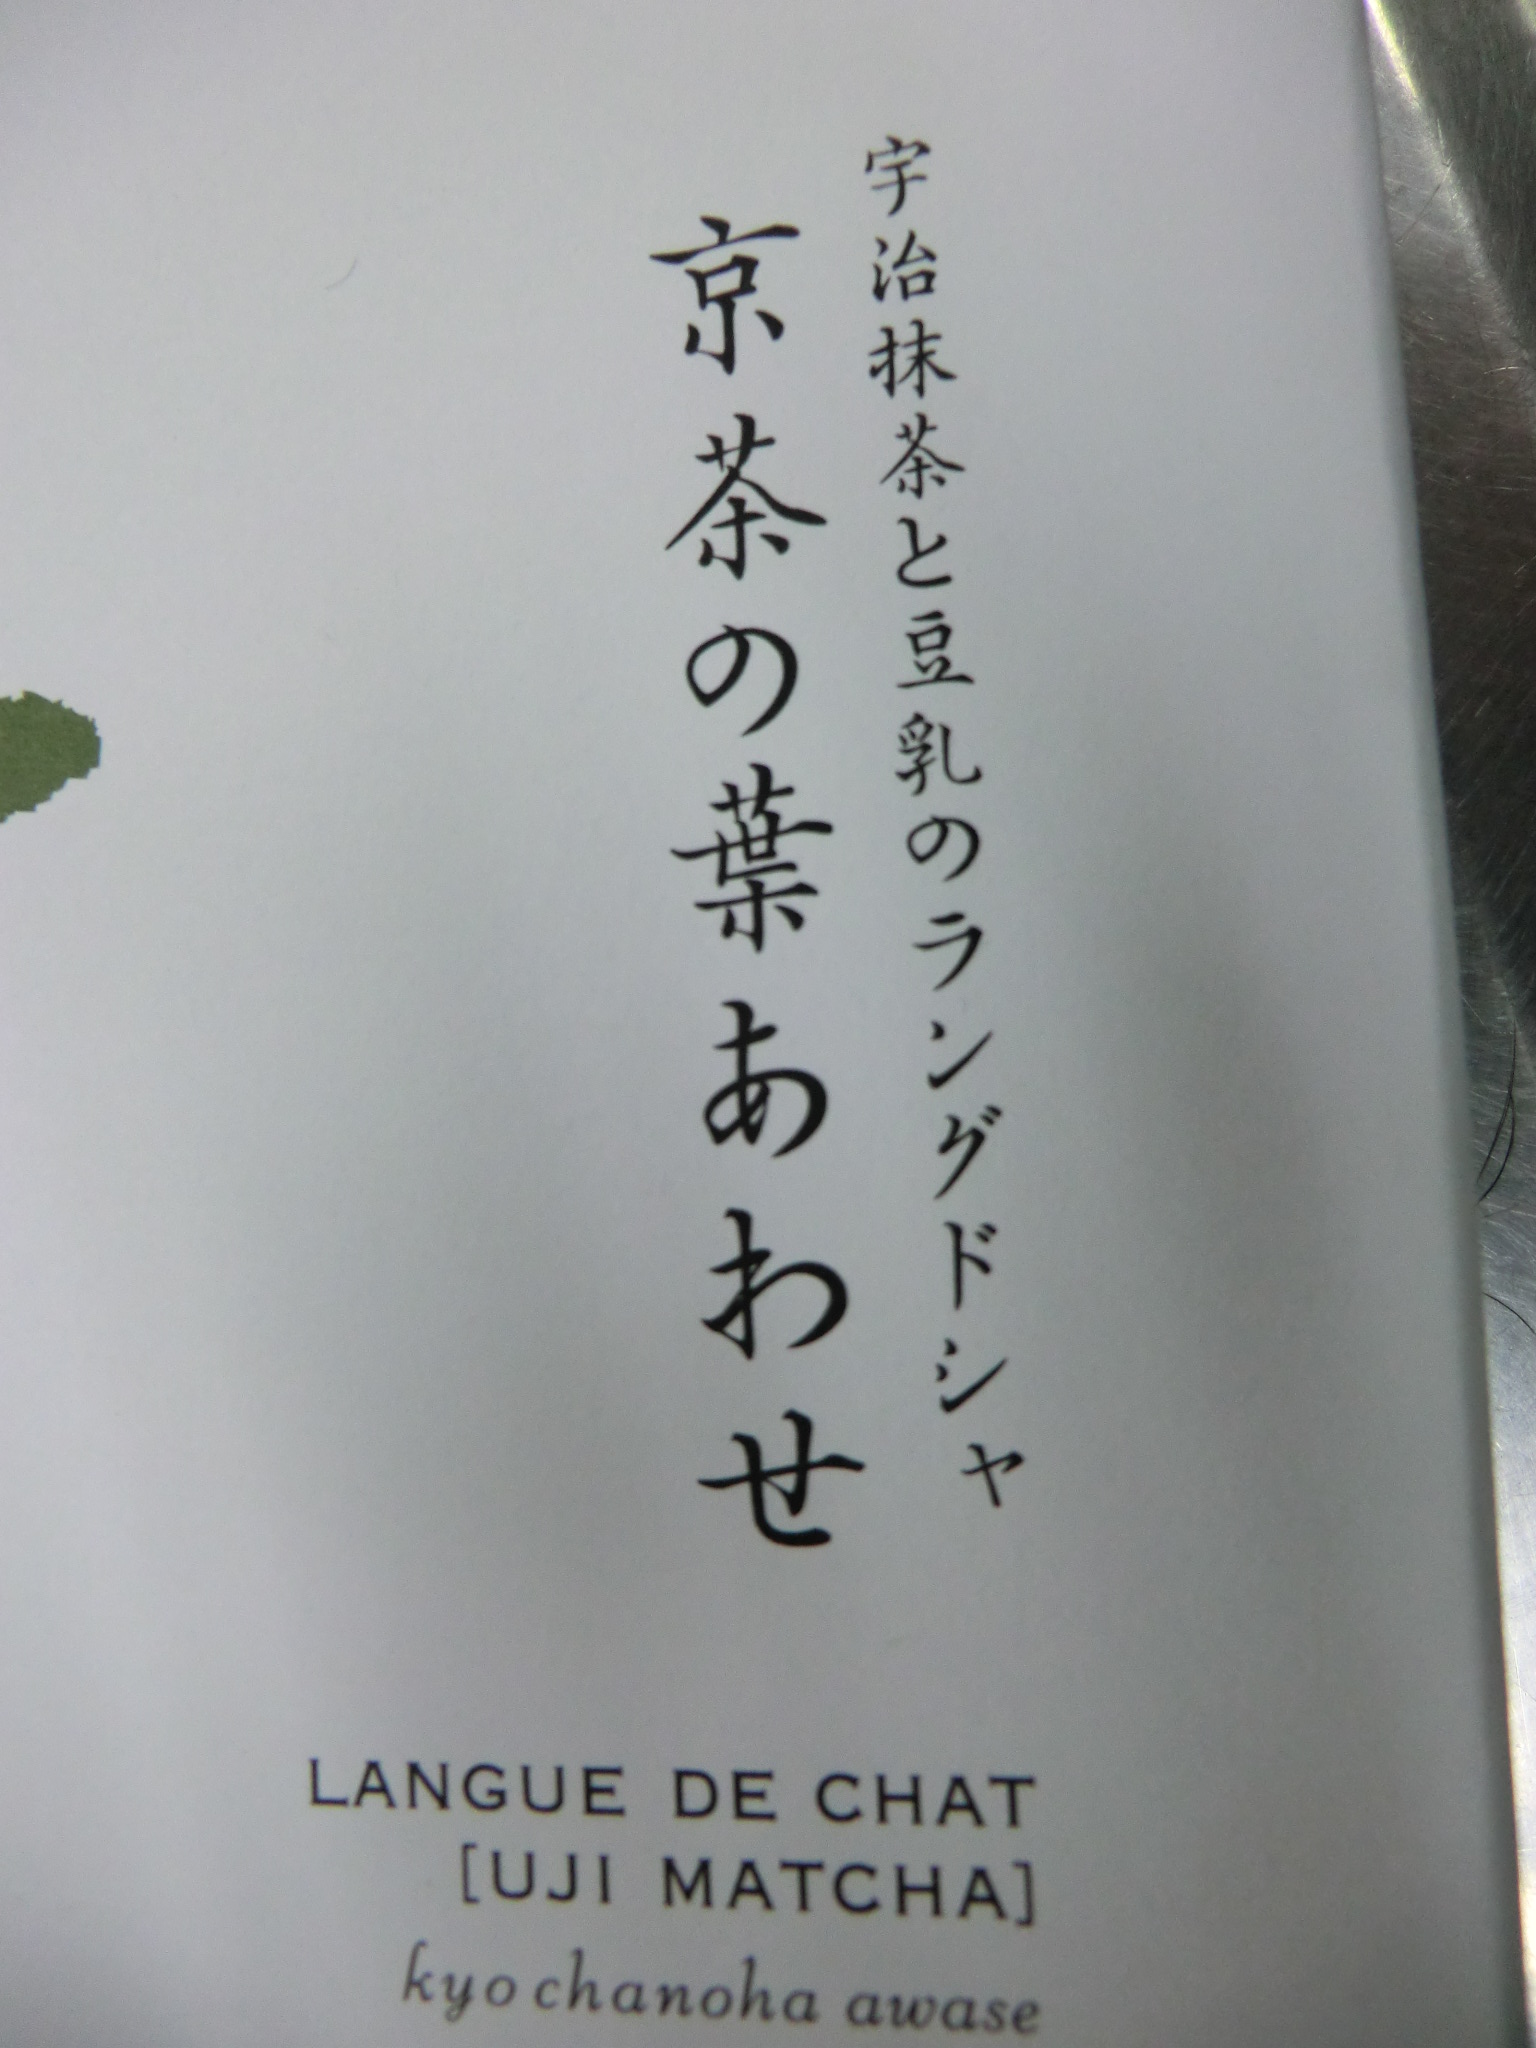 宇治抹茶と豆乳のラングドシャ
京茶の葉あわせ
LANGUE DE CHAT
[UJI MATCHA]
kyo chanoha awase